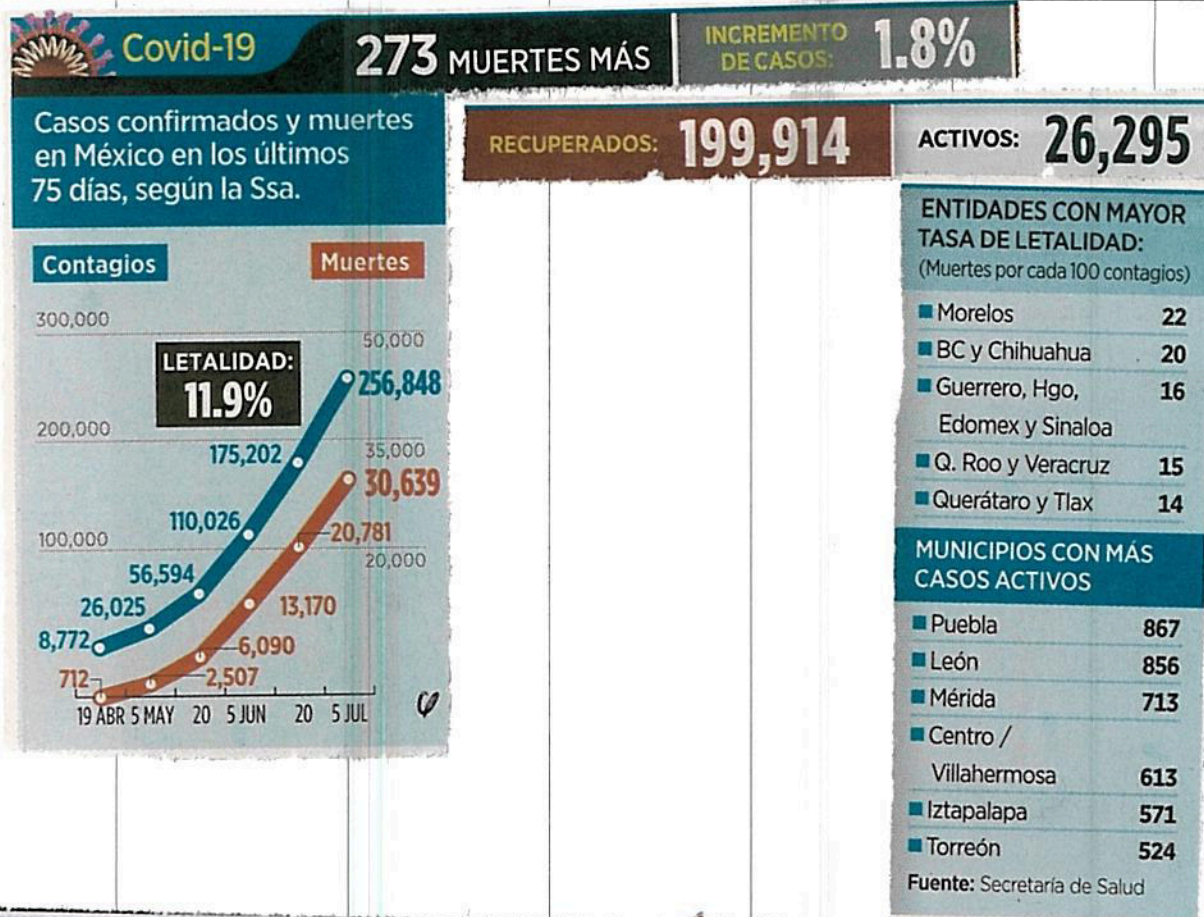 Covid-19
273 MUERTES MÁS
INCREMENTO
DE CASOS: 1.8%
Casos confirmados y muertes
en México en los últimos
75 días, según la Ssa.
RECUPERADOS: 199,914
ACTIVOS: 26,295
Contagios Muertes
300,000
50,000
LETALIDAD:
11.9%
256,848
200,000
35,000
175,202
30,639
110,026
20,781
100,000
20,000
56,594
26,025
13,170
8,772
6,090
712
2,507
19 ABR 5 MAY 20 5 JUN 20 5 JUL
ENTIDADES CON MAYOR
TASA DE LETALIDAD:
(Muertes por cada 100 contagios)
Morelos 22
BC y Chihuahua 20
Guerrero, Hgo, 16
Edomex y Sinaloa
Q. Roo y Veracruz 15
Querátaro y Tlax 14
MUNICIPIOS CON MÁS
CASOS ACTIVOS
Puebla 867
León 856
Mérida 713
Centro /
Villahermosa 613
Iztapalapa 571
Torreón 524
Fuente: Secretaría de Salud